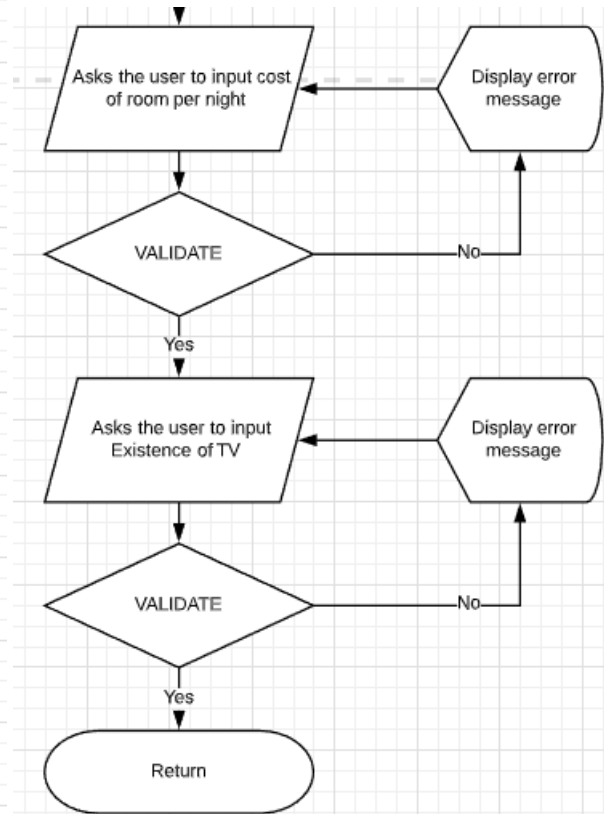 Asks the user to input cost
of room per night
Display error
message
VALIDATE
No
Yes
Asks the user to input
Existence of TV
Display error
message
VALIDATE
No
Yes
Return